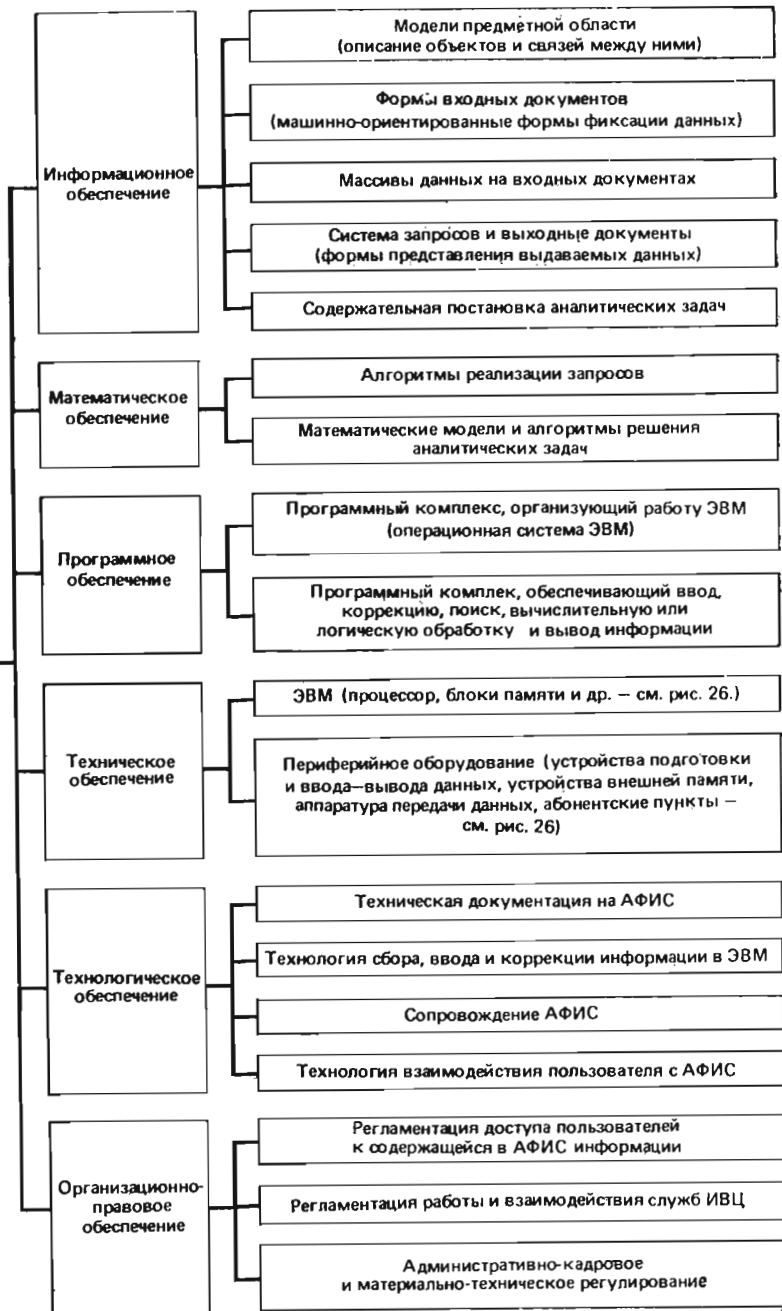 Информационное
обеспечение
Модели предметной области
(описание объектов и связей между ними)
Формы входных документов
(машинно-ориентированные формы фиксации данных)
Массивы данных на входных документах
Система запросов и выходные документы
(формы представления выдаваемых данных)
Содержательная постановка аналитических задач
Математическое
обеспечение
Алгоритмы реализации запросов
Математические модели и алгоритмы решения
аналитических задач
Программное
обеспечение
Программный комплекс, организующий работу ЭВМ
(операционная система ЭВМ)
Программный комплек, обеспечивающий ввод,
коррекцию, поиск, вычислительную или
логическую обработку и вывод информации
Техническое
обеспечение
ЭВМ (процессор, блоки памяти и др. — см. рис. 26.)
Периферийное оборудование (устройства подготовки
и ввода—вывода данных, устройства внешней памяти,
аппаратура передачи данных, абонентские пункты —
см. рис. 26)
Технологическое
обеспечение
Техническая документация на АФИС
Технология сбора, ввода и коррекции информации в ЭВМ
Сопровождение АФИС
Технология взаимодействия пользователя с АФИС
Организационно-
правовое
обеспечение
Регламентация доступа пользователей
к содержащейся в АФИС информации
Регламентация работы и взаимодействия служб ИВЦ
Административно-кадровое
и материально-техническое регулирование